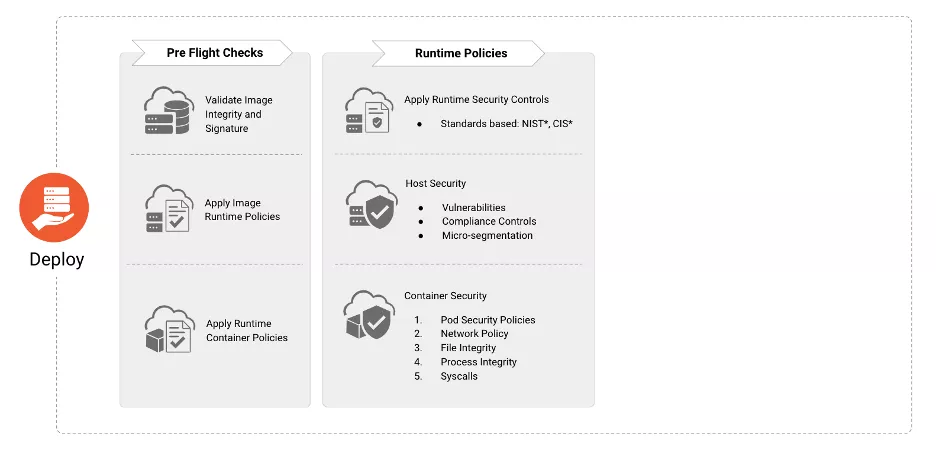 Pre Flight Checks
Validate Image
Integrity and
Signature
Apply Image
Runtime Policies
Apply Runtime
Container Policies
Runtime Policies
Apply Runtime Security Controls
● Standards based: NIST*, CIS*
Host Security
● Vulnerabilities
● Compliance Controls
● Micro-segmentation
Container Security
1. Pod Security Policies
2. Network Policy
3. File Integrity
4. Process Integrity
5. Syscalls
Deploy